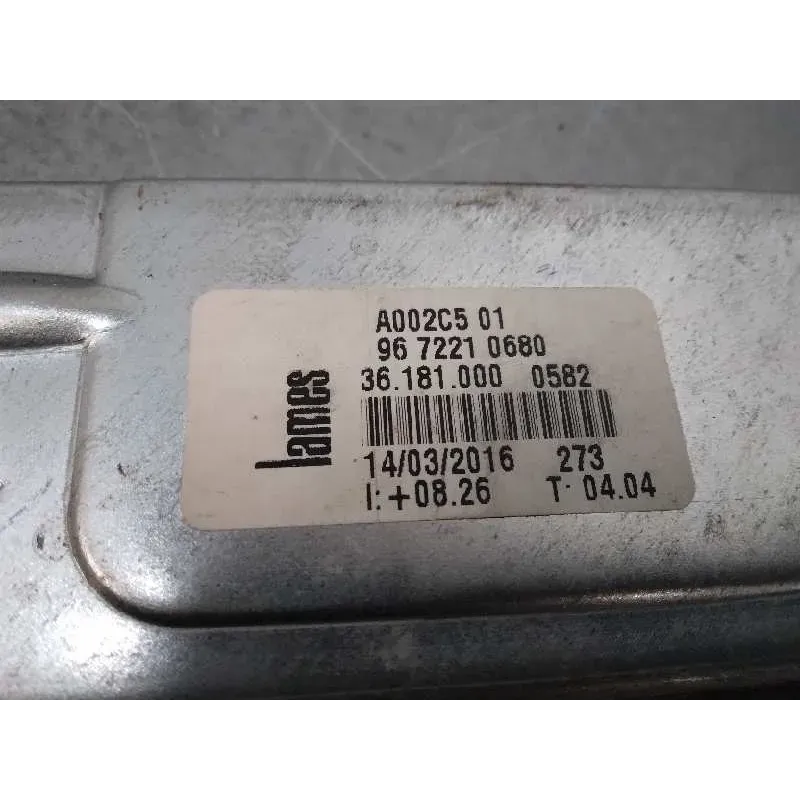 A002C5 01
96 7221 0680
36.181.000 0582
lames
14/03/2016 273
I: +08.26 T: 04.04